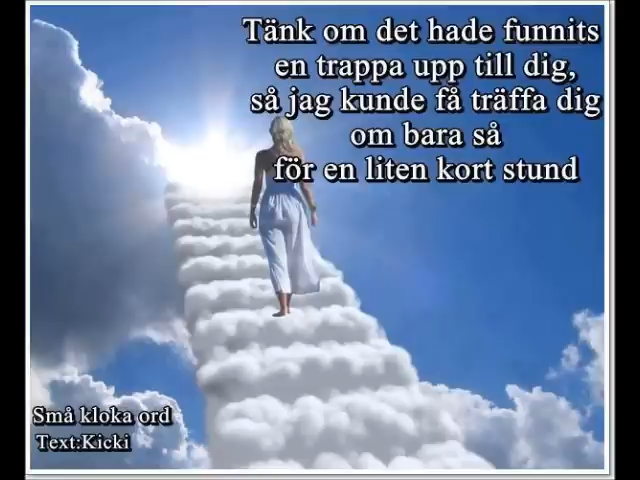 Tänk om det hade funnits
en trappa upp till dig,
så jag kunde få träffa dig
om bara så
för en liten kort stund
Små kloka ord
Text:Kicki